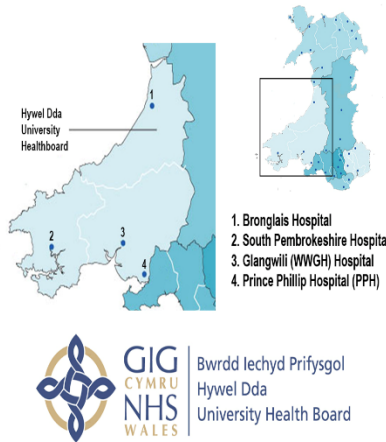 1
Hywel Dda
University
Healthboard
2
3
4
1. Bronglais Hospital
2. South Pembrokeshire Hospita
3. Glangwili (WWGH) Hospital
4. Prince Phillip Hospital (PPH)
GIG
CYMRU
NHS
WALES
Bwrdd Iechyd Prifysgol
Hywel Dda
University Health Board